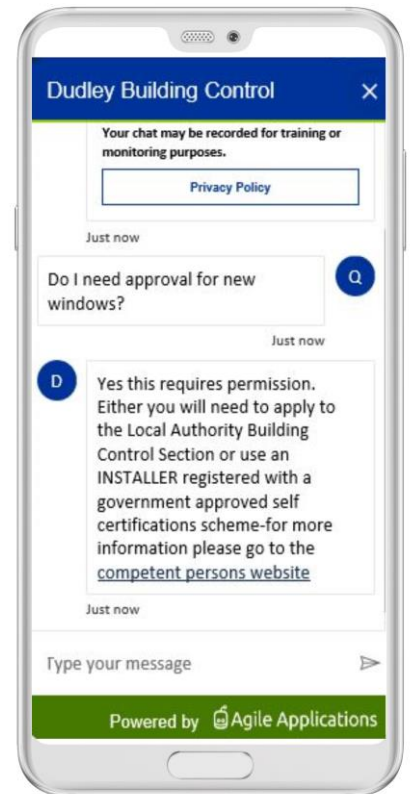 Dudley Building Control ×
Your chat may be recorded for training or
monitoring purposes.
Privacy Policy
Just now
Do I need approval for new
windows?
Q
Just now
D
Yes this requires permission.
Either you will need to apply to
the Local Authority Building
Control Section or use an
INSTALLER registered with a
government approved self
certifications scheme-for more
information please go to the
competent persons website
Just now
Type your message
Powered by Agile Applications